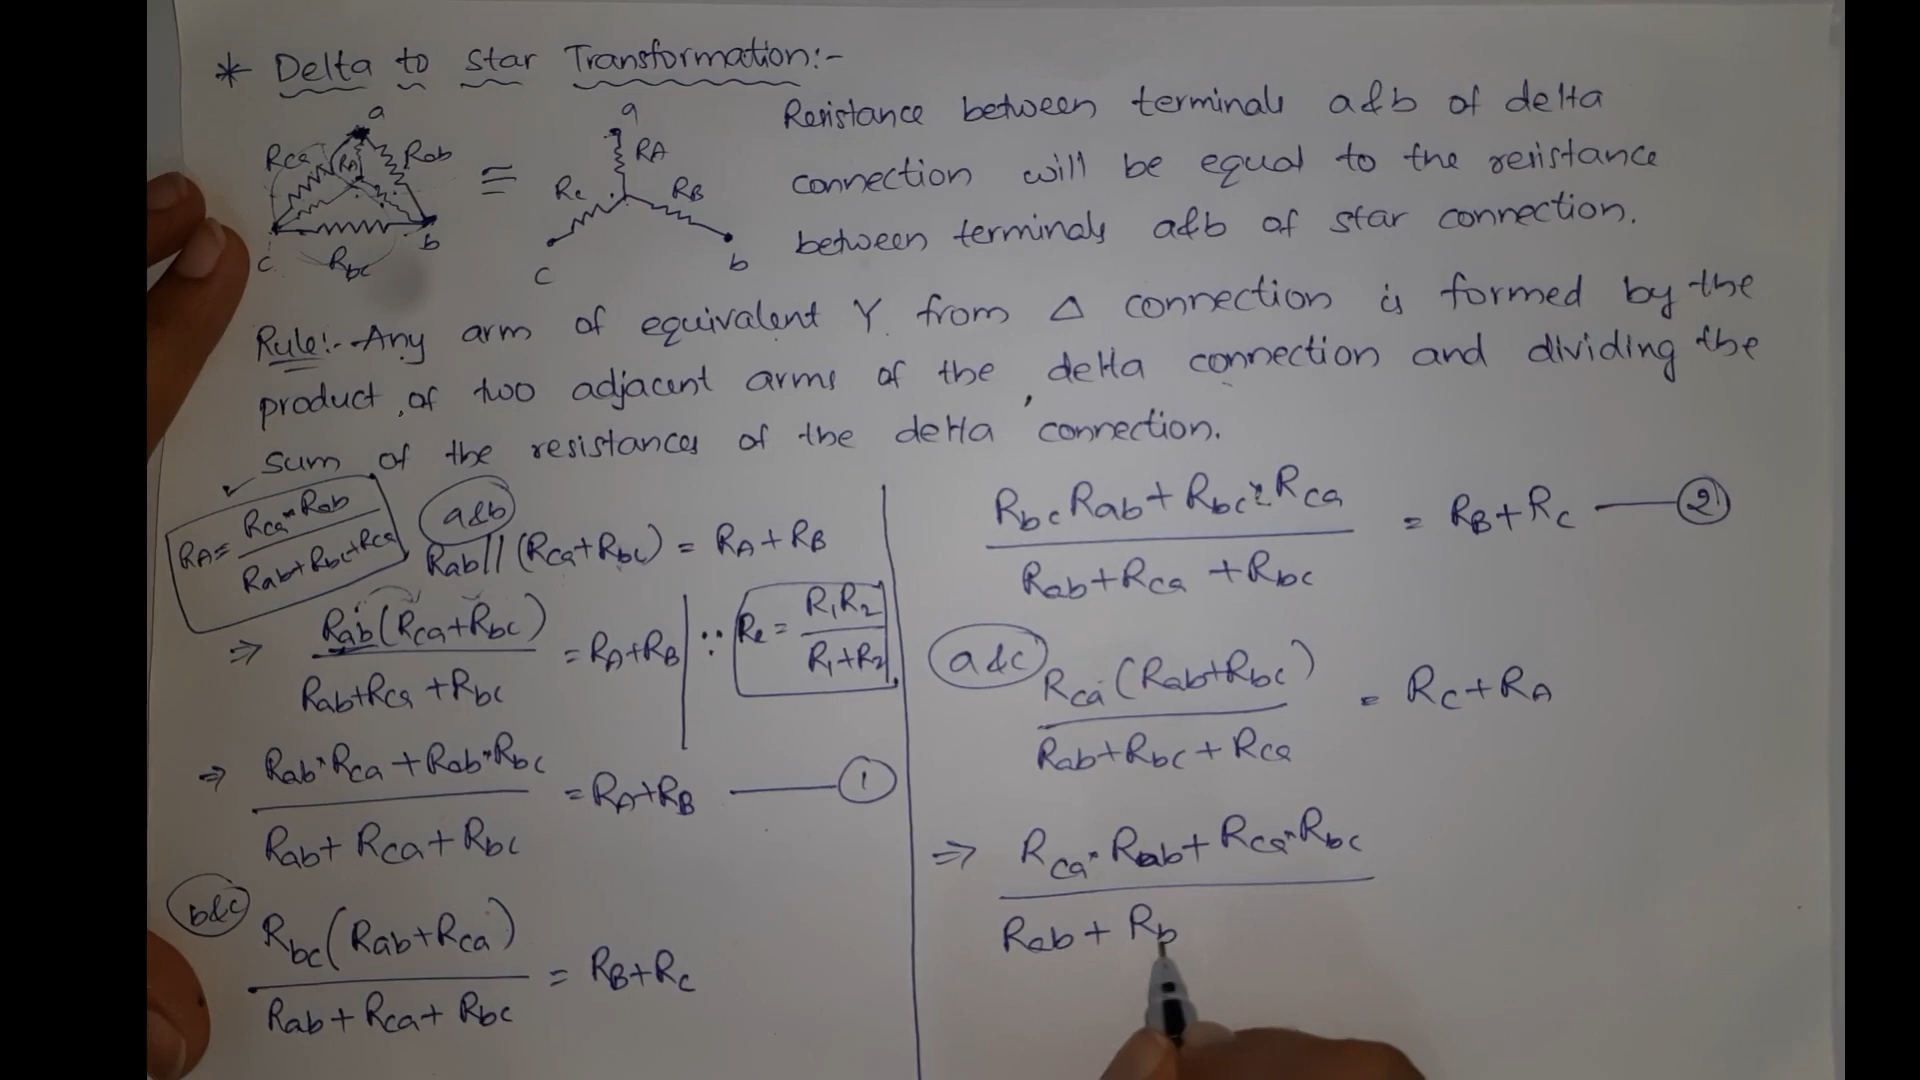 * Delta to Star Transformation:-
a
Rca
RA
Rab
c
Rbc
b
≡
a
RA
Rc
RB
c
b
Resistance between terminals a&b of delta
connection will be equal to the resistance
between terminals a&b of star connection.
Rule:- Any arm of equivalent Y from Δ connection is formed by the
product of two adjacent arms of the delta connection and dividing the
sum of the resistances of the delta connection.
RA = Rca × Rab / Rab+Rbc+Rca
a&b
Rab || (Rca+Rbc) = RA+RB
⇒ Rab(Rca+Rbc) / Rab+Rca+Rbc = RA+RB
∵ Re = R1R2 / R1+R2
⇒ Rab×Rca + Rab×Rbc / Rab+Rca+Rbc = RA+RB — 1
b&c
Rbc(Rab+Rca) / Rab+Rca+Rbc = RB+Rc
RbcRab + Rbc×Rca / Rab+Rca+Rbc = RB+Rc — 2
a&c
Rca(Rab+Rbc) / Rab+Rbc+Rca = RC+RA
⇒ Rca×Rab + Rca×Rbc / Rab+Rb